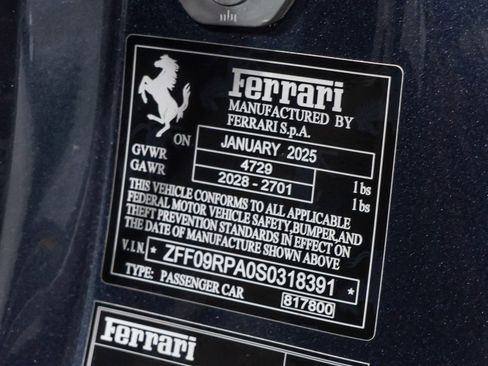 Ferrari
MANUFACTURED BY
FERRARI S.p.A.
ON JANUARY 2025
GVWR 4729 lbs
GAWR 2028 - 2701 lbs
THIS VEHICLE CONFORMS TO ALL APPLICABLE
FEDERAL MOTOR VEHICLE SAFETY, BUMPER, AND
THEFT PREVENTION STANDARDS IN EFFECT ON
THE DATE OF MANUFACTURE SHOWN ABOVE
V.I.N. * ZFF09RPA0S0318391 *
TYPE: PASSENGER CAR 817800
Ferrari